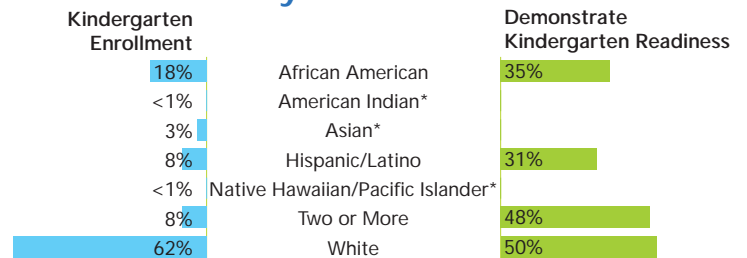 Kindergarten
Enrollment
Demonstrate
Kindergarten Readiness
18% African American 35%
<1% American Indian*
3% Asian*
8% Hispanic/Latino 31%
<1% Native Hawaiian/Pacific Islander*
8% Two or More 48%
62% White 50%